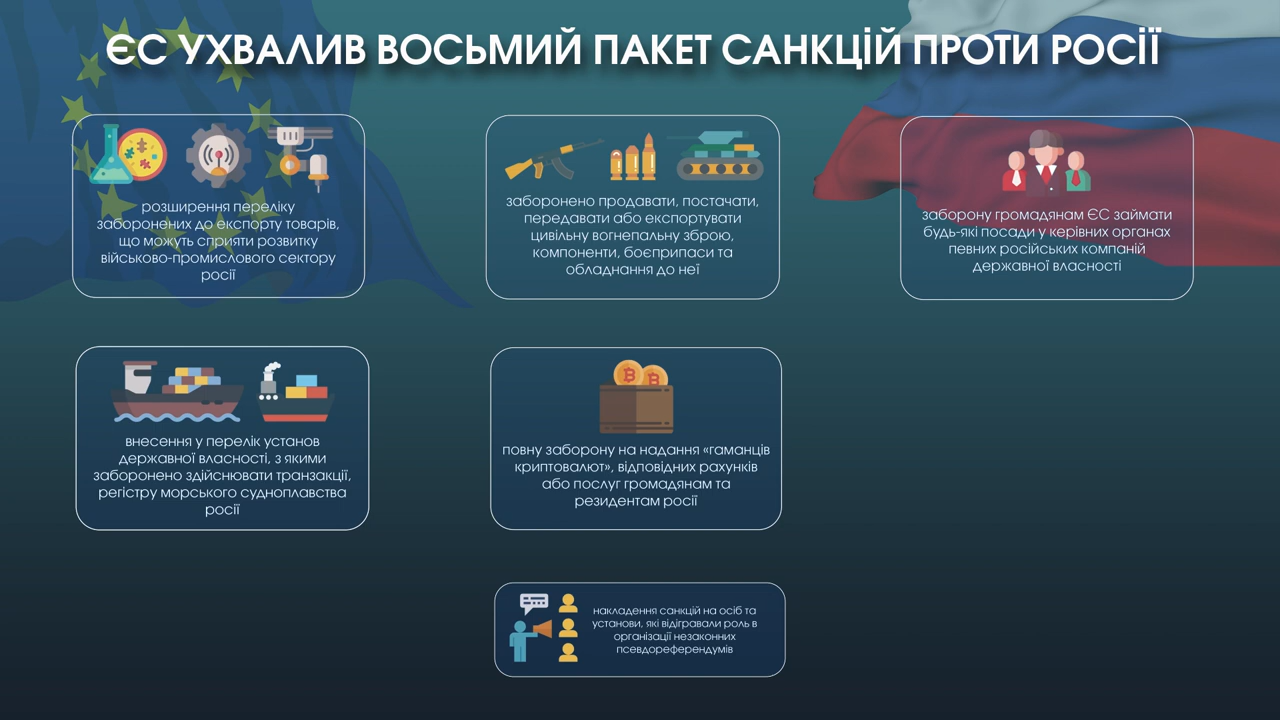 ЄС УХВАЛИВ ВОСЬМИЙ ПАКЕТ САНКЦІЙ ПРОТИ РОСІЇ
розширення переліку
заборонених до експорту товарів,
що можуть сприяти розвитку
військово-промислового сектору
росії
заборонено продавати, постачати,
передавати або експортувати
цивільну вогнепальну зброю,
компоненти, боєприпаси та
обладнання до неї
заборону громадянам ЄС займати
будь-які посади у керівних органах
певних російських компаній
державної власності
внесення у перелік установ
державної власності, з якими
заборонено здійснювати транзакції,
регістру морського судноплавства
росії
повну заборону на надання «гаманців
криптовалют», відповідних рахунків
або послуг громадянам та
резидентам росії
накладення санкцій на осіб та
установи, які відігравали роль в
організації незаконних
псевдореферендумів